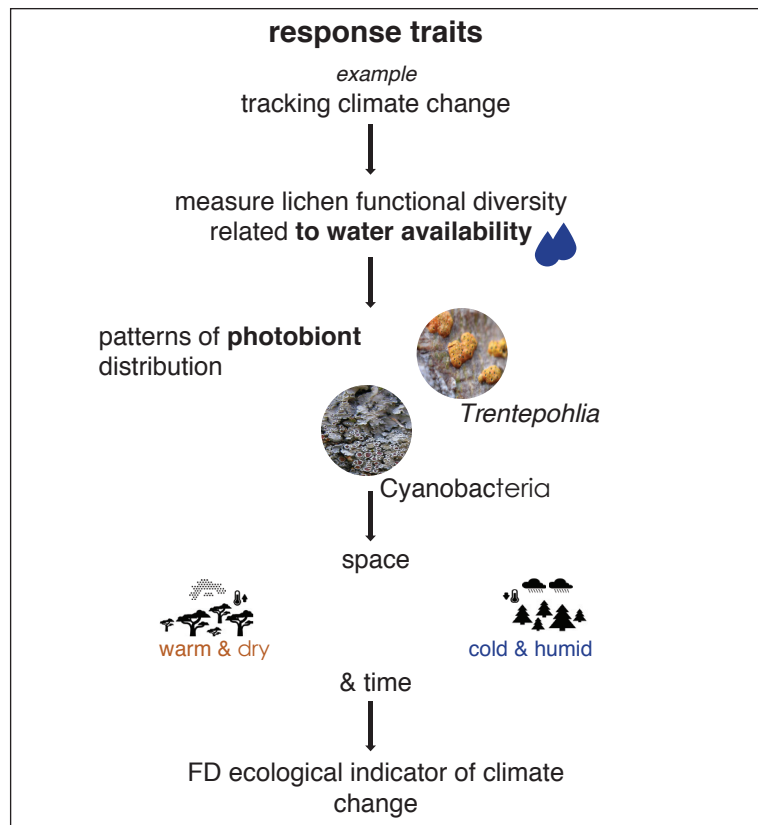 response traits
example
tracking climate change
measure lichen functional diversity
related to water availability
patterns of photobiont
distribution
Trentepohlia
Cyanobacteria
space
warm & dry
cold & humid
& time
FD ecological indicator of climate
change